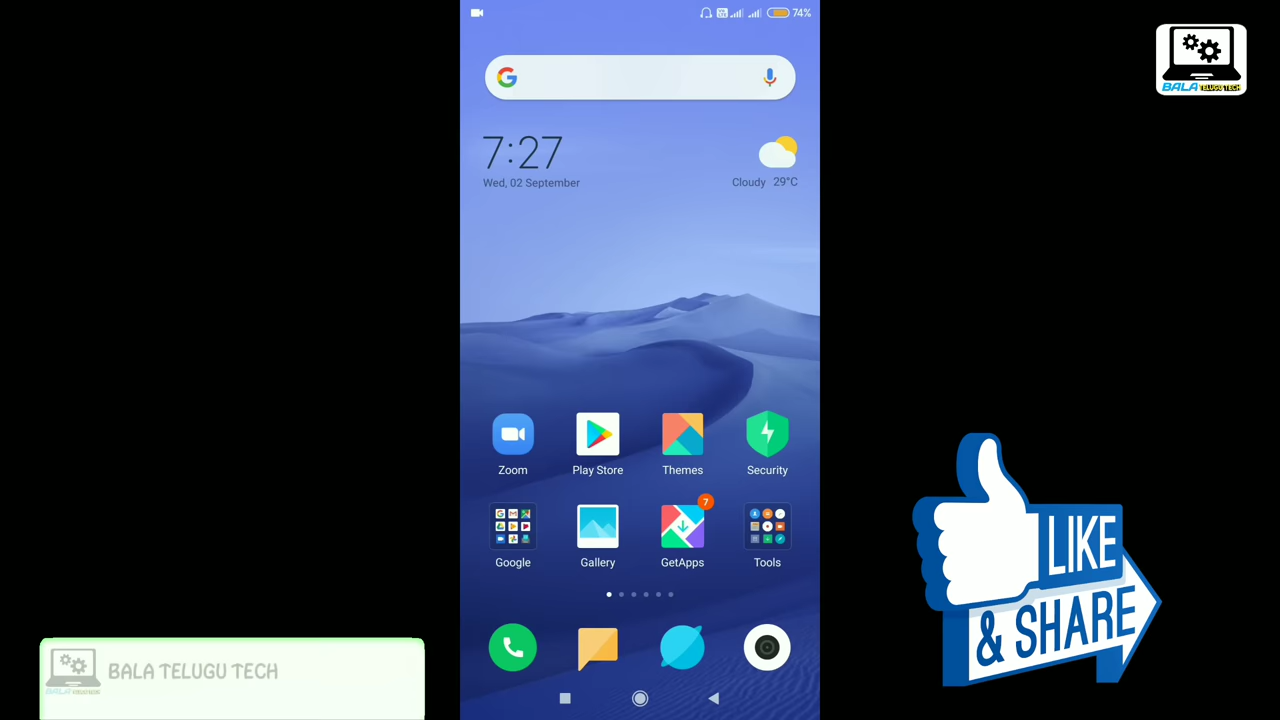 74%
BALA TELUGU TECH
7:27
Wed, 02 September
Cloudy 29°C
Zoom
Play Store
Themes
Security
7
Google
Gallery
GetApps
Tools
LIKE
& SHARE
BALA TELUGU TECH